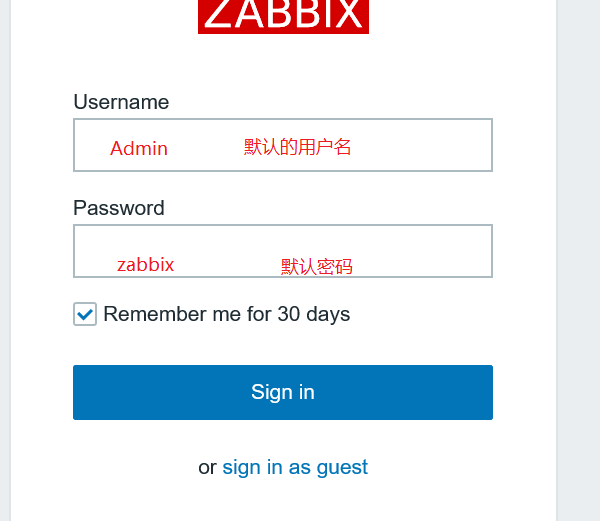 ZABBIX
Username
Admin 默认的用户名
Password
zabbix 默认密码
Remember me for 30 days
Sign in
or sign in as guest